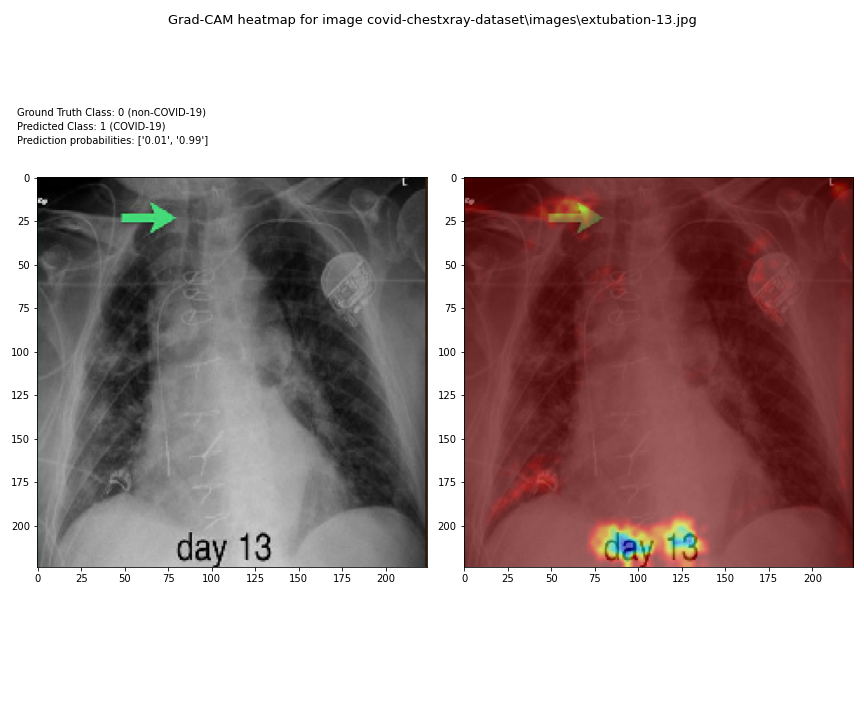 Grad-CAM heatmap for image covid-chestxray-dataset\images\extubation-13.jpg
Ground Truth Class: 0 (non-COVID-19)
Predicted Class: 1 (COVID-19)
Prediction probabilities: ['0.01', '0.99']
0
25
50
75
100
125
150
175
200
L
day 13
0 25 50 75 100 125 150 175 200
0
25
50
75
100
125
150
175
200
L
day 13
0 25 50 75 100 125 150 175 200